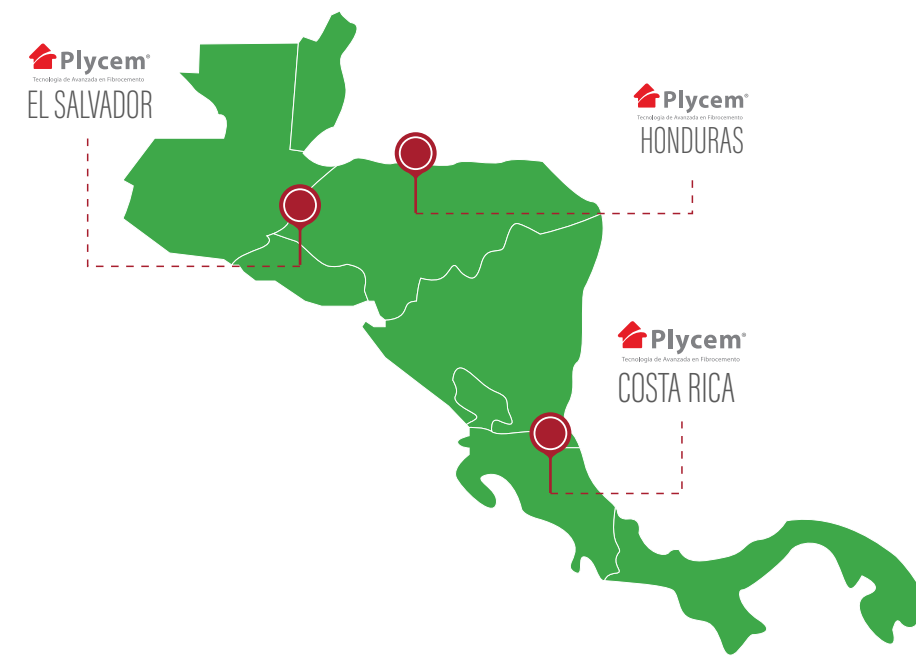 Plycem®
Tecnología de Avanzada en Fibrocemento
EL SALVADOR
Plycem®
Tecnología de Avanzada en Fibrocemento
HONDURAS
Plycem®
Tecnología de Avanzada en Fibrocemento
COSTA RICA